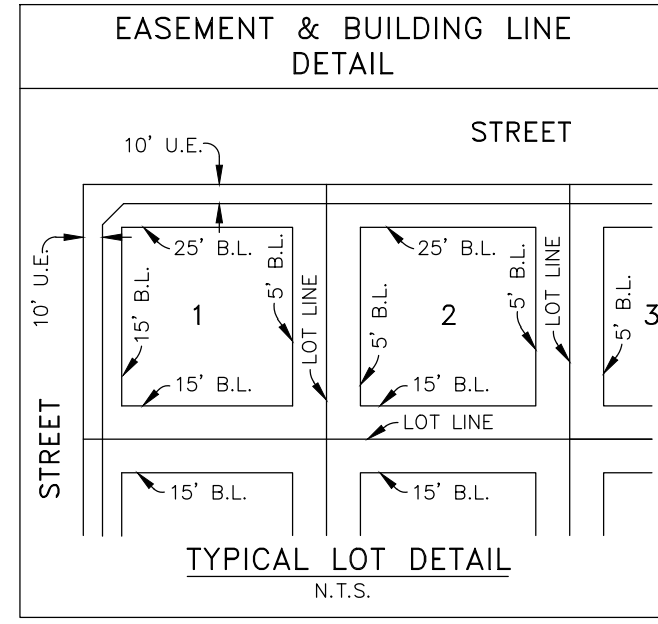 EASEMENT & BUILDING LINE
DETAIL
STREET
10' U.E.
10' U.E.
25' B.L.
25' B.L.
15' B.L.
1
5' B.L.
LOT LINE
5' B.L.
2
5' B.L.
LOT LINE
5' B.L.
3
15' B.L.
15' B.L.
LOT LINE
STREET
15' B.L.
15' B.L.
TYPICAL LOT DETAIL
N.T.S.